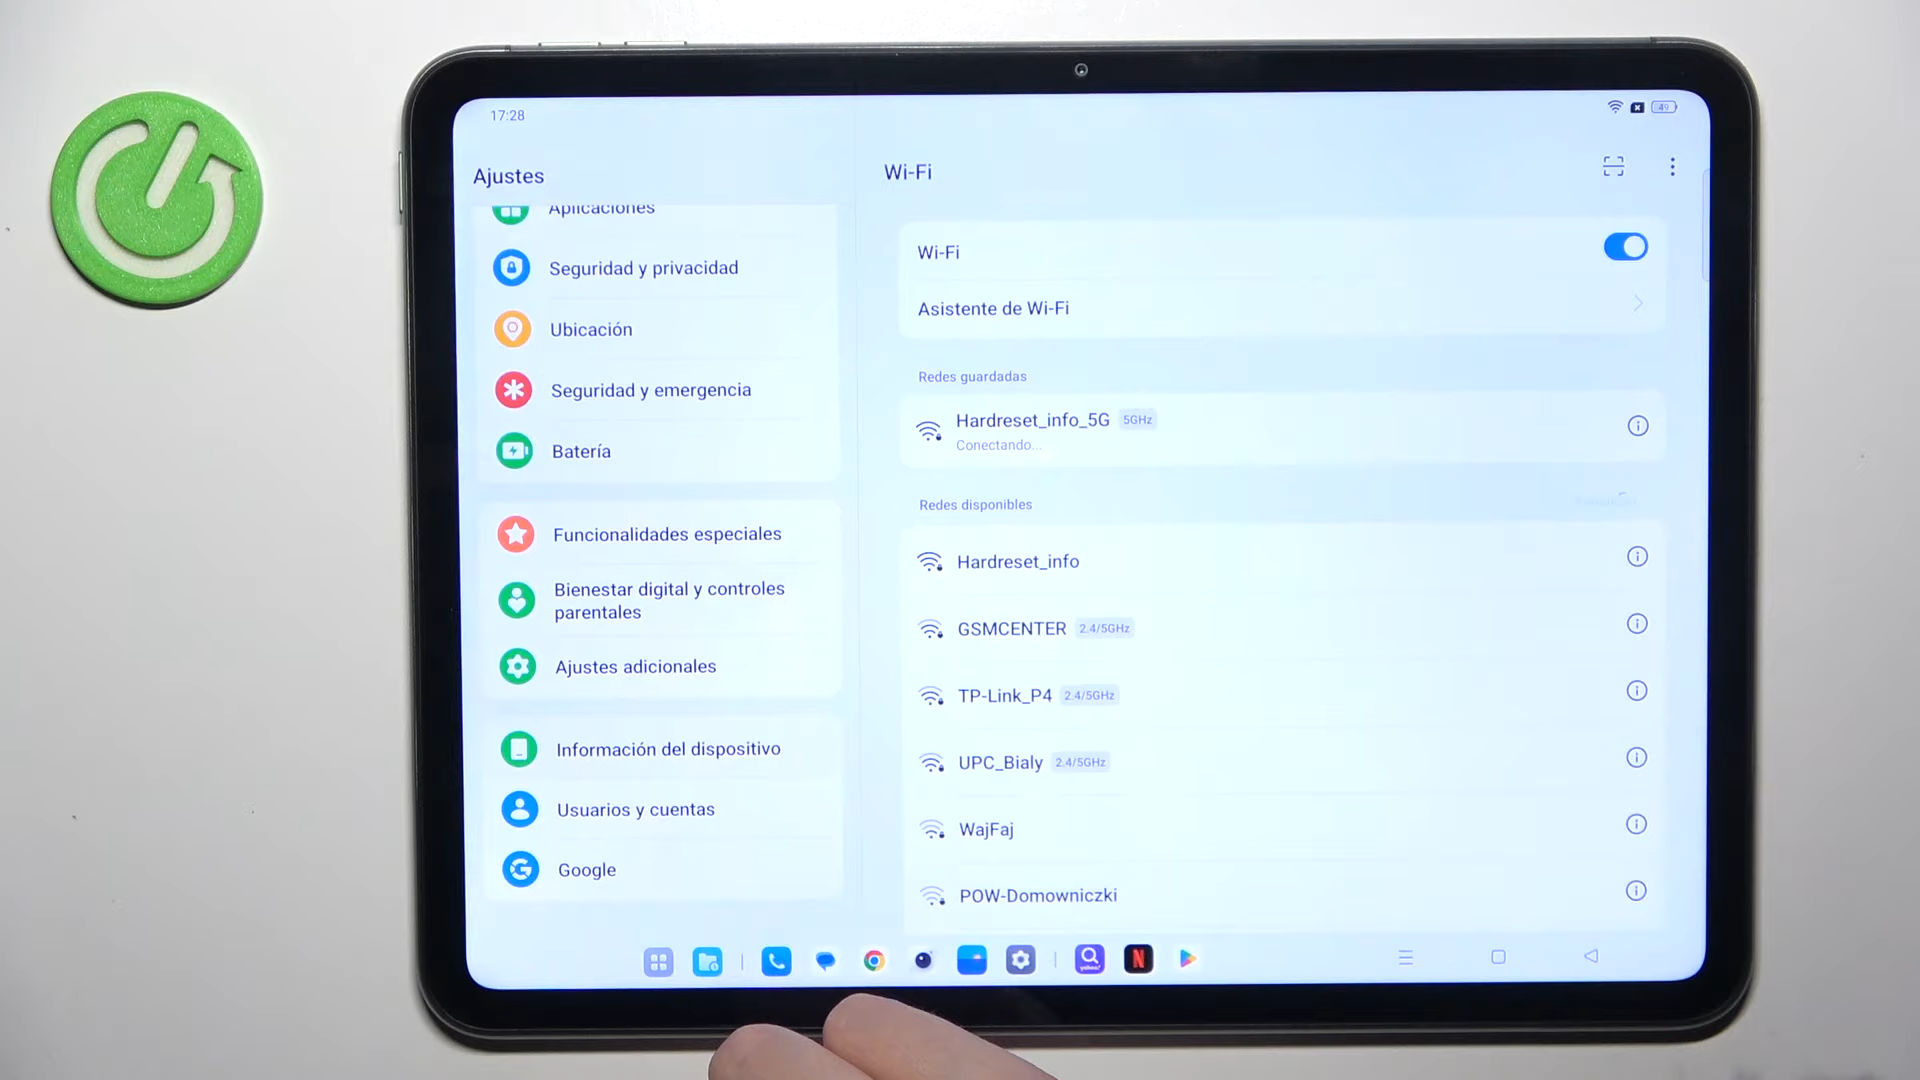 17:28
49
Ajustes
Aplicaciones
Seguridad y privacidad
Ubicación
Seguridad y emergencia
Batería
Funcionalidades especiales
Bienestar digital y controles
parentales
Ajustes adicionales
Información del dispositivo
Usuarios y cuentas
Google
Wi-Fi
Wi-Fi
Asistente de Wi-Fi
Redes guardadas
Hardreset_info_5G 5GHz
Conectando...
Redes disponibles
Hardreset_info
GSMCENTER 2.4/5GHz
TP-Link_P4 2.4/5GHz
UPC_Bialy 2.4/5GHz
WajFaj
POW-Domowniczki
yahoo!
N